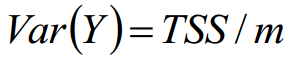 Var(Y) = TSS / m